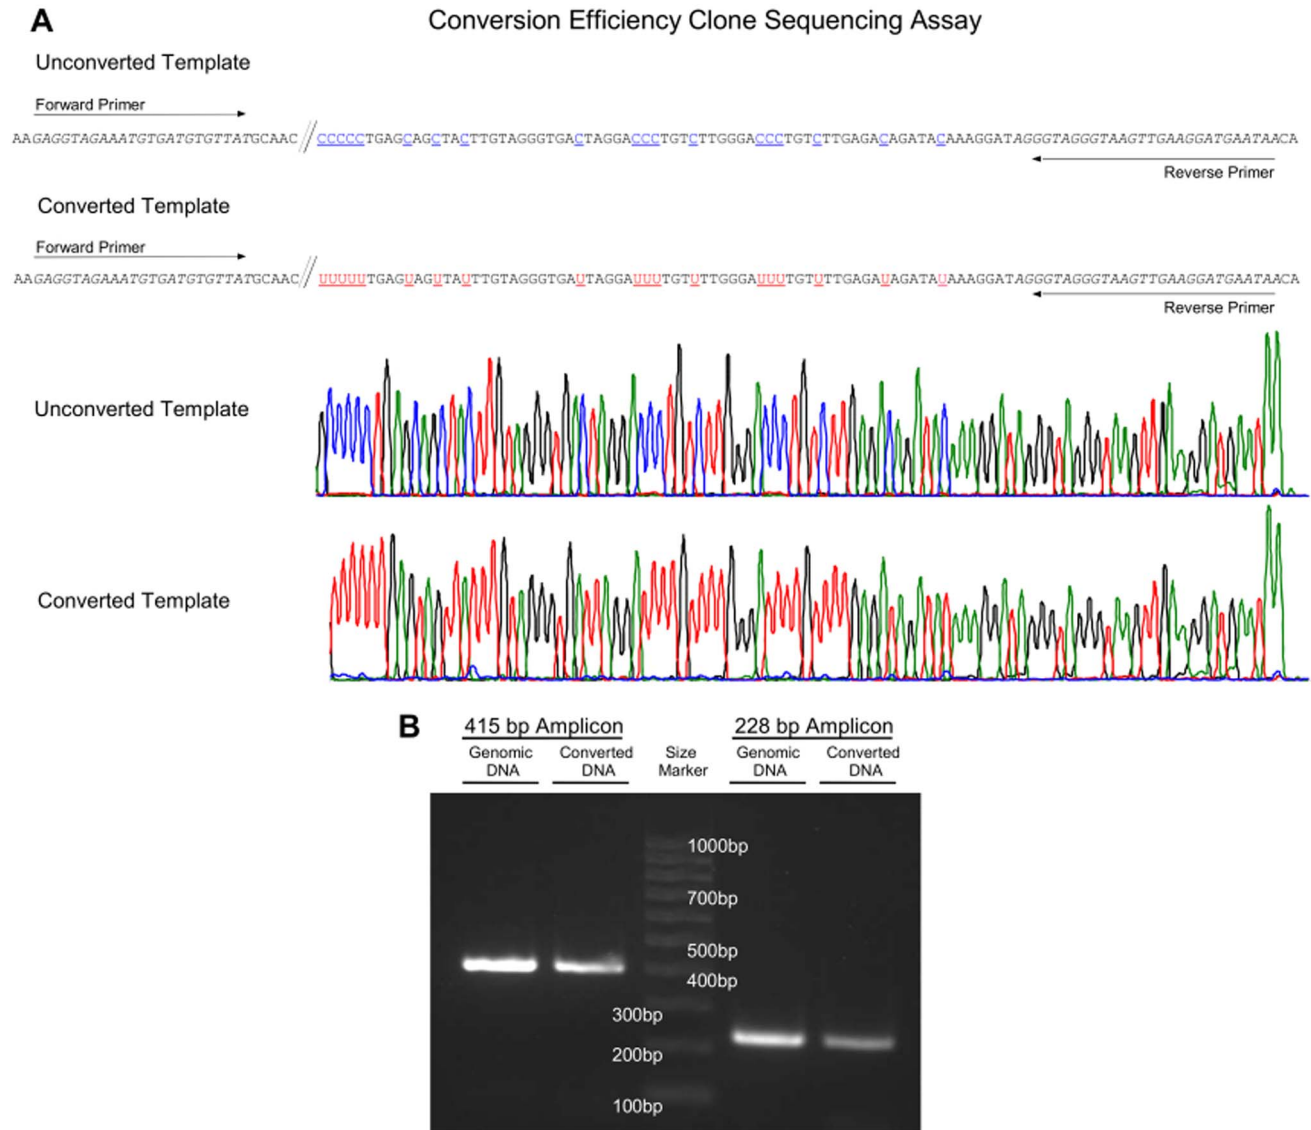 A
Conversion Efficiency Clone Sequencing Assay
Unconverted Template
Forward Primer
AAGAGGTAGAAATGTGATGTGTTATGCAAC//CCCCCTGAGCAGCTACTTGTAGGGTGACTAGGACCCTGTCTTGGGACCCTGTCTTGAGACAGATACAAAGGATAGGGTAGGGTAAGTTGAAGGATGAATAACA
Reverse Primer
Converted Template
Forward Primer
AAGAGGTAGAAATGTGATGTGTTATGCAAC//UUUUUTGAGUAGUTAUTTGTAGGGTGAUTAGGAUUUTGTUTTGGGAUUUTGTUTTGAGAUAGATAUAAAGGATAGGGTAGGGTAAGTTGAAGGATGAATAACA
Reverse Primer
Unconverted Template
Converted Template
B
415 bp Amplicon
228 bp Amplicon
Genomic DNA
Converted DNA
Size Marker
Genomic DNA
Converted DNA
1000bp
700bp
500bp
400bp
300bp
200bp
100bp